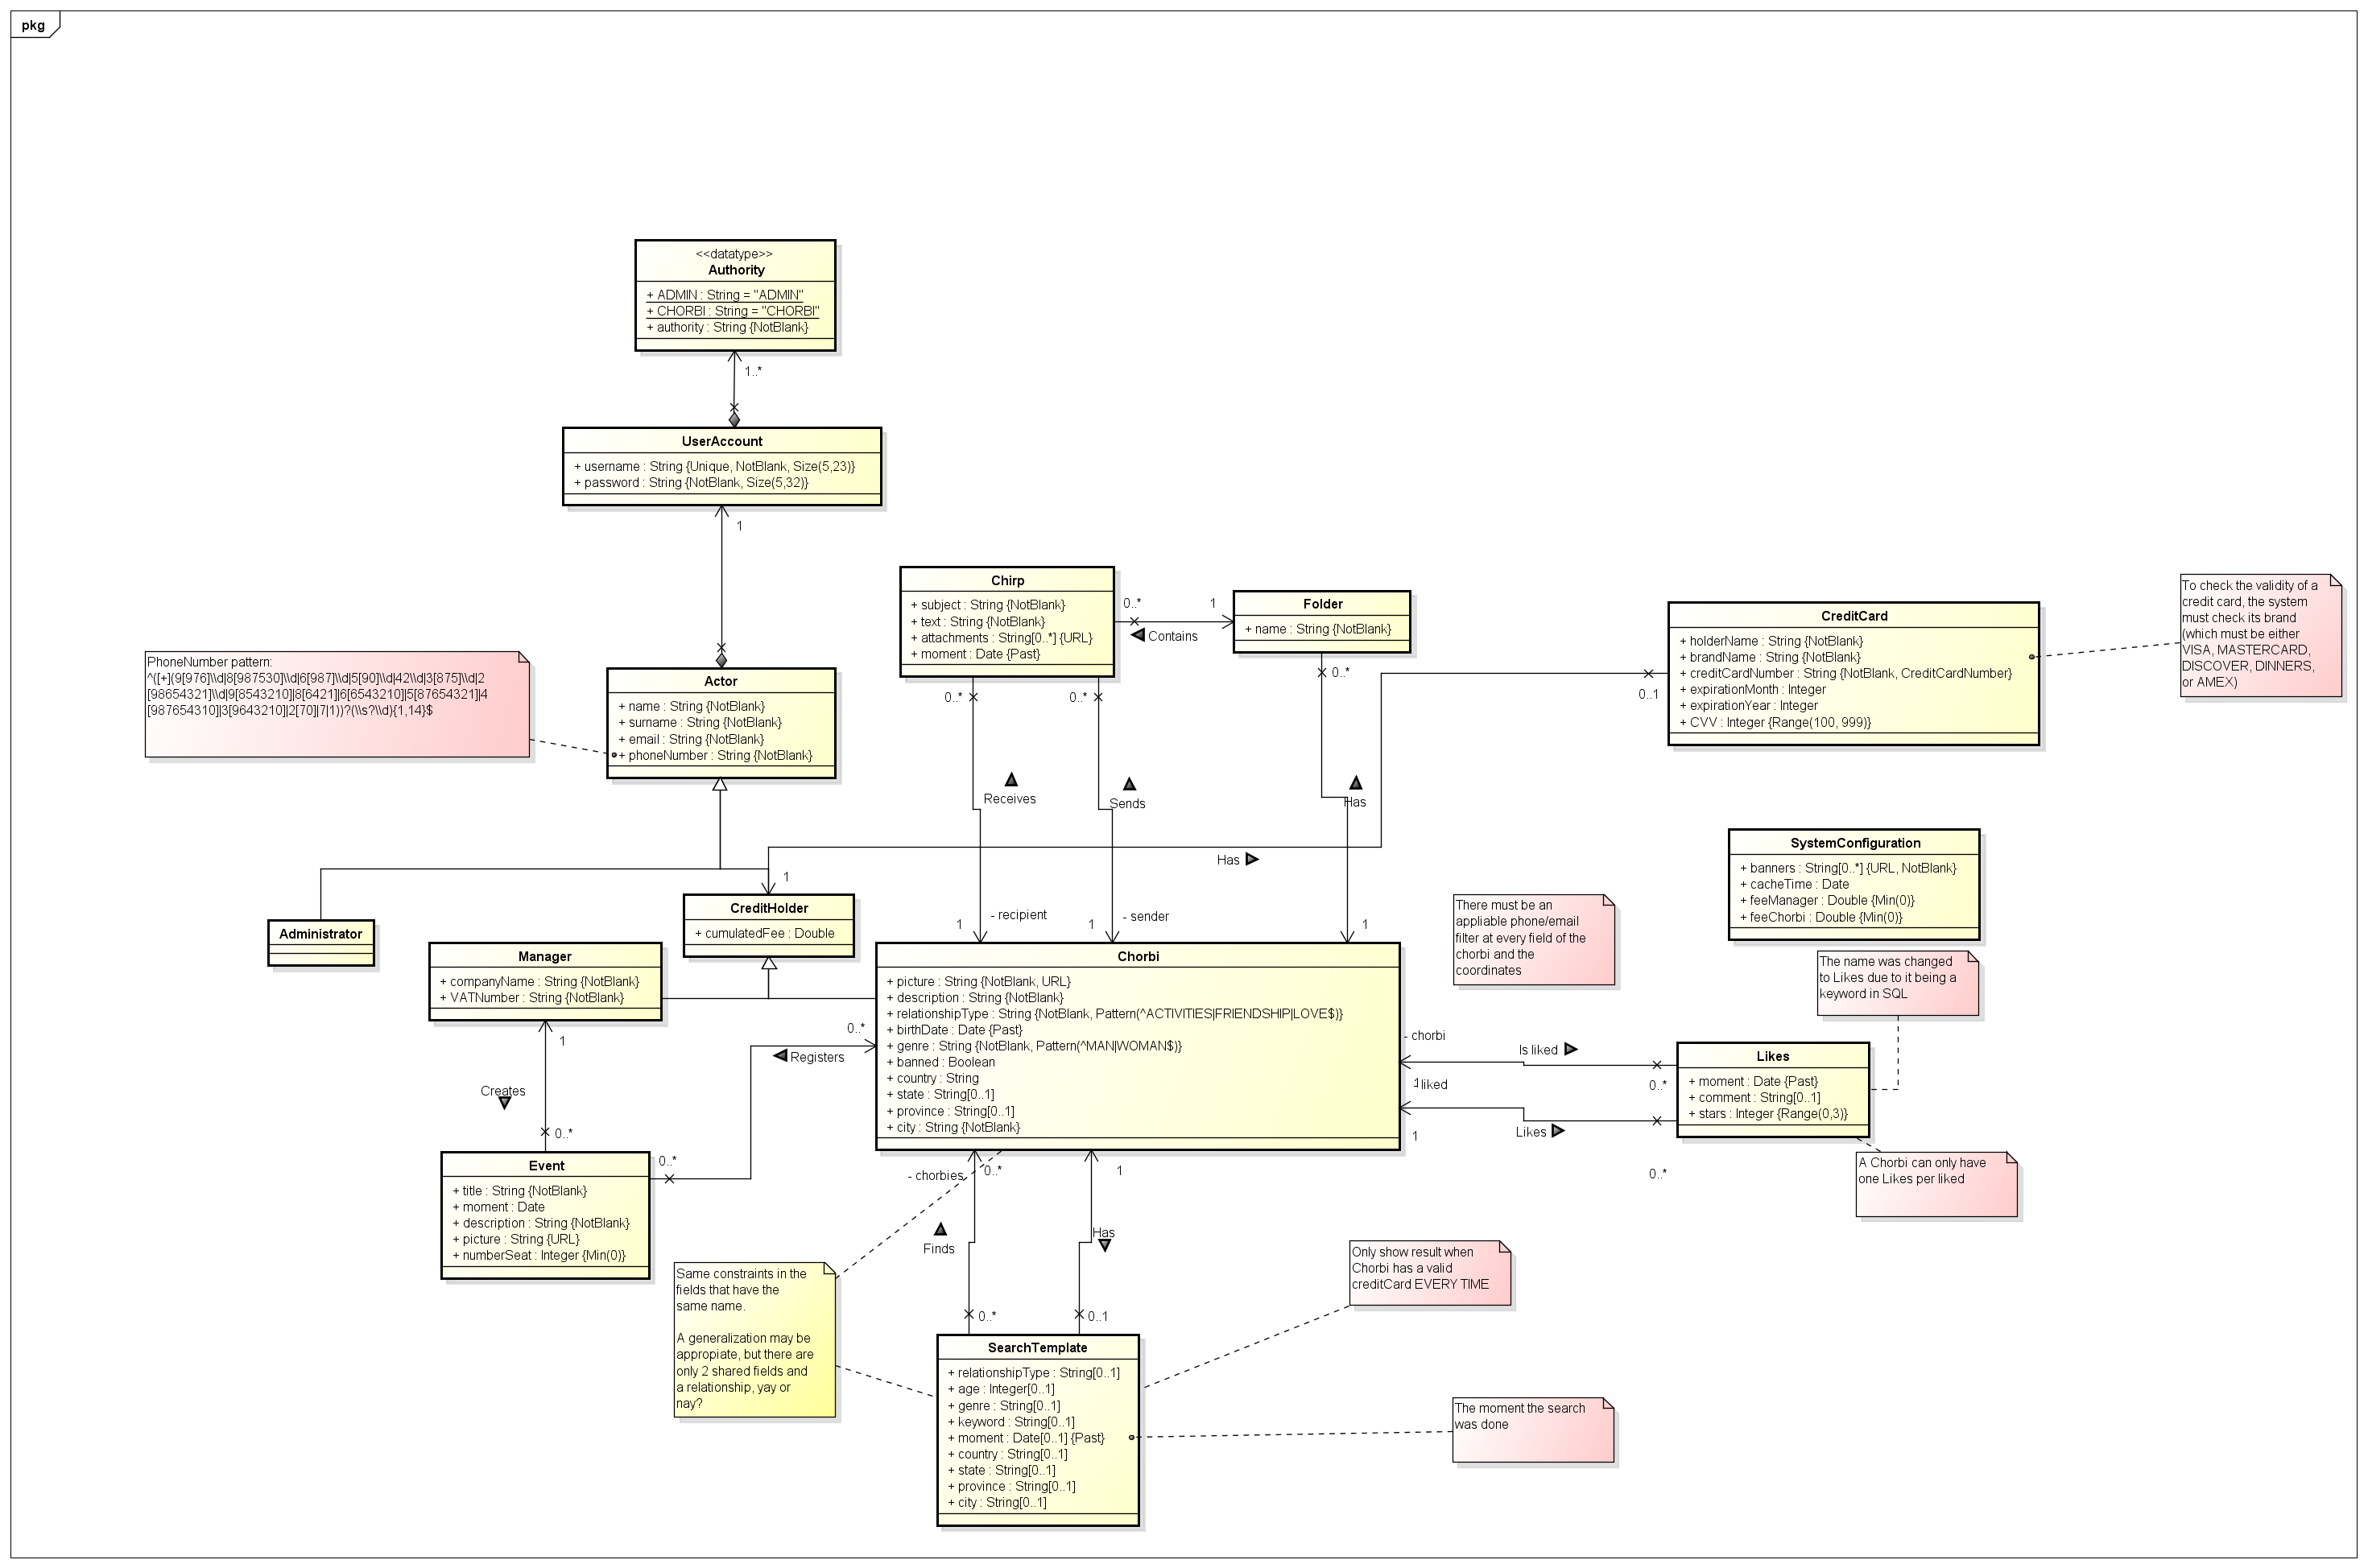 pkg
<<datatype>>
Authority
+ ADMIN : String = "ADMIN"
+ CHORBI : String = "CHORBI"
+ authority : String {NotBlank}
1..*
UserAccount
+ username : String {Unique, NotBlank, Size(5,23)}
+ password : String {NotBlank, Size(5,32)}
1
PhoneNumber pattern:
^([+](9[976]\\d|8[987530]\\d|6[987]\\d|5[90]\\d|42\\d|3[875]\\d|2
[98654321]\\d|9[8543210]|8[6421]|6[6543210]|5[87654321]|4
[987654310]|3[9643210]|2[70]|7|1))?(\\s?\\d){1,14}$
Actor
+ name : String {NotBlank}
+ surname : String {NotBlank}
+ email : String {NotBlank}
+ phoneNumber : String {NotBlank}
Chirp
+ subject : String {NotBlank}
+ text : String {NotBlank}
+ attachments : String[0..*] {URL}
+ moment : Date {Past}
0..*
1
Contains
Folder
+ name : String {NotBlank}
0..*
0..*
0..*
Receives
Sends
Has
CreditCard
+ holderName : String {NotBlank}
+ brandName : String {NotBlank}
+ creditCardNumber : String {NotBlank, CreditCardNumber}
+ expirationMonth : Integer
+ expirationYear : Integer
+ CVV : Integer {Range(100, 999)}
0..1
To check the validity of a
credit card, the system
must check its brand
(which must be either
VISA, MASTERCARD,
DISCOVER, DINNERS,
or AMEX)
Has
1
Administrator
CreditHolder
+ cumulatedFee : Double
1
- recipient
1
- sender
1
SystemConfiguration
+ banners : String[0..*] {URL, NotBlank}
+ cacheTime : Date
+ feeManager : Double {Min(0)}
+ feeChorbi : Double {Min(0)}
There must be an
appliable phone/email
filter at every field of the
chorbi and the
coordinates
The name was changed
to Likes due to it being a
keyword in SQL
Manager
+ companyName : String {NotBlank}
+ VATNumber : String {NotBlank}
Chorbi
+ picture : String {NotBlank, URL}
+ description : String {NotBlank}
+ relationshipType : String {NotBlank, Pattern(^ACTIVITIES|FRIENDSHIP|LOVE$)}
+ birthDate : Date {Past}
+ genre : String {NotBlank, Pattern(^MAN|WOMAN$)}
+ banned : Boolean
+ country : String
+ state : String[0..1]
+ province : String[0..1]
+ city : String {NotBlank}
0..*
Registers
1
Creates
0..*
- chorbi
Is liked
0..*
1
- liked
Likes
1
0..*
Likes
+ moment : Date {Past}
+ comment : String[0..1]
+ stars : Integer {Range(0,3)}
A Chorbi can only have
one Likes per liked
Event
+ title : String {NotBlank}
+ moment : Date
+ description : String {NotBlank}
+ picture : String {URL}
+ numberSeat : Integer {Min(0)}
0..*
- chorbies
0..*
1
Finds
Has
0..*
0..1
Same constraints in the
fields that have the
same name.
A generalization may be
appropiate, but there are
only 2 shared fields and
a relationship, yay or
nay?
Only show result when
Chorbi has a valid
creditCard EVERY TIME
SearchTemplate
+ relationshipType : String[0..1]
+ age : Integer[0..1]
+ genre : String[0..1]
+ keyword : String[0..1]
+ moment : Date[0..1] {Past}
+ country : String[0..1]
+ state : String[0..1]
+ province : String[0..1]
+ city : String[0..1]
The moment the search
was done